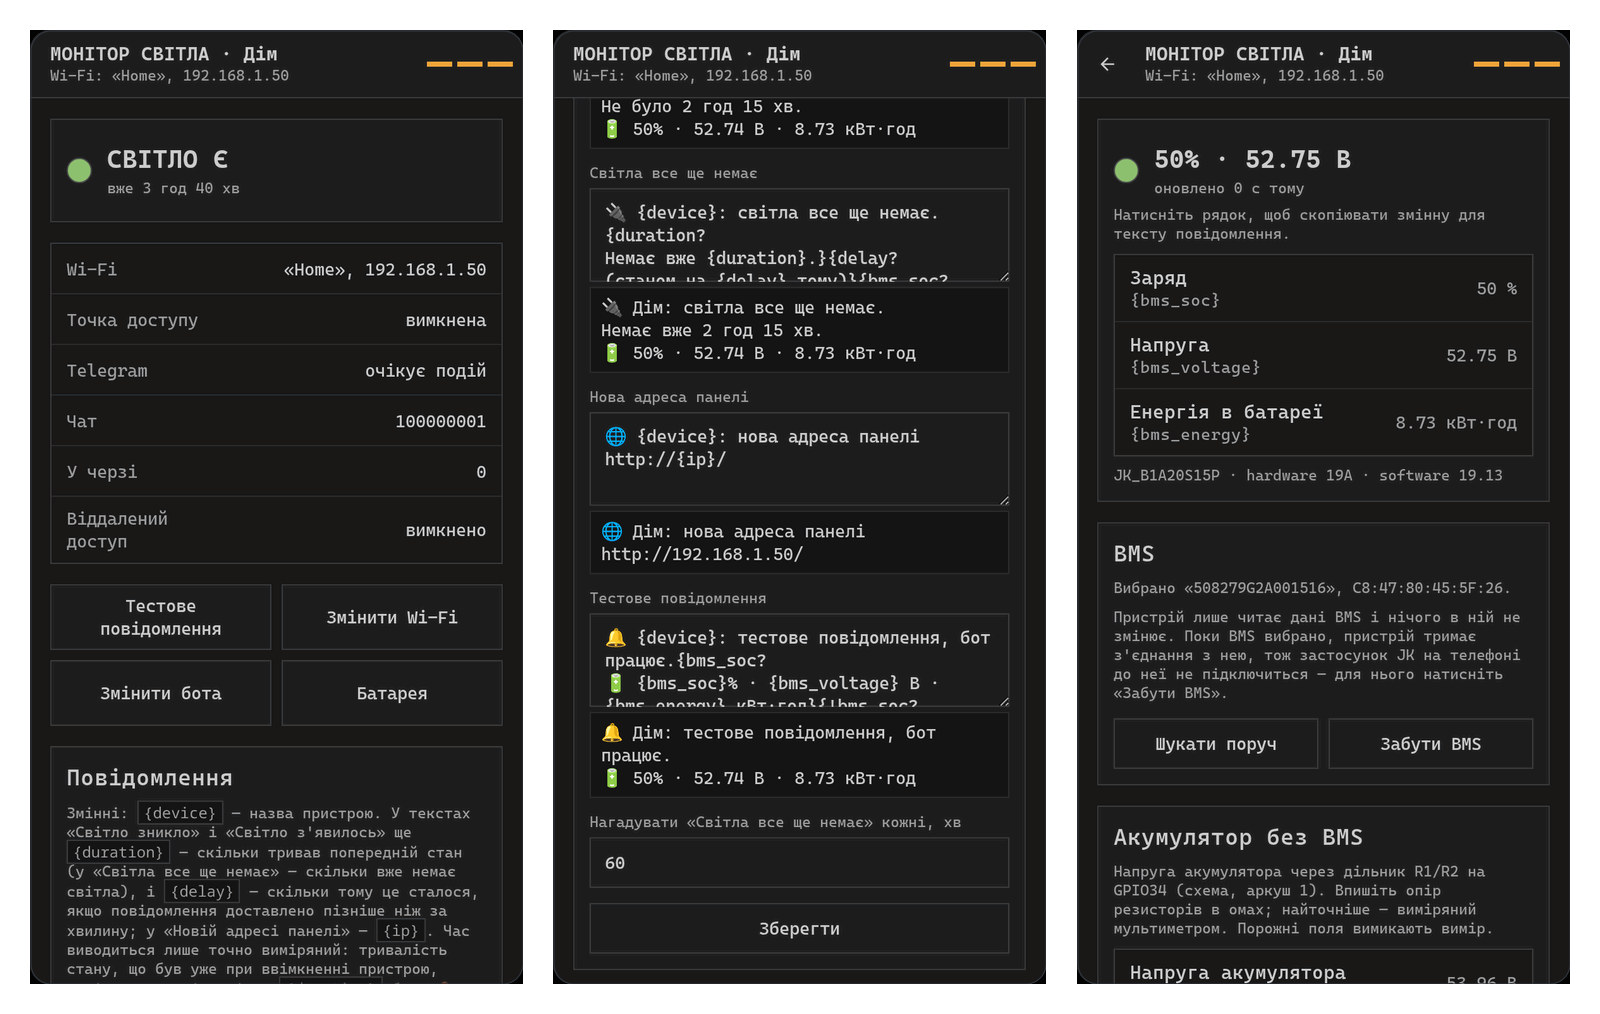 МОНІТОР СВІТЛА · Дім
Wi-Fi: «Home», 192.168.1.50
СВІТЛО Є
вже 3 год 40 хв
Wi-Fi «Home», 192.168.1.50
Точка доступу вимкнена
Telegram очікує подій
Чат 100000001
У черзі 0
Віддалений
доступ вимкнено
Тестове
повідомлення
Змінити Wi-Fi
Змінити бота
Батарея
Повідомлення
Змінні: {device} — назва пристрою. У текстах
«Світло зникло» і «Світло з'явилось» ще
{duration} — скільки тривав попередній стан
(у «Світла все ще немає» — скільки вже немає
світла), і {delay} — скільки тому це сталося,
якщо повідомлення доставлено пізніше ніж за
хвилину; у «Новій адресі панелі» — {ip}. Час
виводиться лише точно виміряний: тривалість
стану, що був уже при ввімкненні пристрою,
МОНІТОР СВІТЛА · Дім
Wi-Fi: «Home», 192.168.1.50
Не було 2 год 15 хв.
🔋 50% · 52.74 В · 8.73 кВт·год
Світла все ще немає
🔌 {device}: світла все ще немає.
{duration?
Немає вже {duration}.}{delay?
(станом на {delay} тому)}{bms_soc?
🔌 Дім: світла все ще немає.
Немає вже 2 год 15 хв.
🔋 50% · 52.74 В · 8.73 кВт·год
Нова адреса панелі
🌐 {device}: нова адреса панелі
http://{ip}/
🌐 Дім: нова адреса панелі
http://192.168.1.50/
Тестове повідомлення
🔔 {device}: тестове повідомлення, бот
працює.{bms_soc?
🔋 {bms_soc}% · {bms_voltage} В ·
{bms_energy} кВт·год}{!bms_soc?
🔔 Дім: тестове повідомлення, бот
працює.
🔋 50% · 52.74 В · 8.73 кВт·год
Нагадувати «Світла все ще немає» кожні, хв
60
Зберегти
МОНІТОР СВІТЛА · Дім
Wi-Fi: «Home», 192.168.1.50
50% · 52.75 В
оновлено 0 с тому
Натисніть рядок, щоб скопіювати змінну для
тексту повідомлення.
Заряд
{bms_soc} 50 %
Напруга
{bms_voltage} 52.75 В
Енергія в батареї
{bms_energy} 8.73 кВт·год
JK_B1A20S15P · hardware 19A · software 19.13
BMS
Вибрано «508279G2A001516», C8:47:80:45:5F:26.
Пристрій лише читає дані BMS і нічого в ній не
змінює. Поки BMS вибрано, пристрій тримає
з'єднання з нею, тож застосунок JK на телефоні
до неї не підключиться — для нього натисніть
«Забути BMS».
Шукати поруч
Забути BMS
Акумулятор без BMS
Напруга акумулятора через дільник R1/R2 на
GPIO34 (схема, аркуш 1). Впишіть опір
резисторів в омах; найточніше — виміряний
мультиметром. Порожні поля вимикають вимір.
Напруга акумулятора 53.96 В